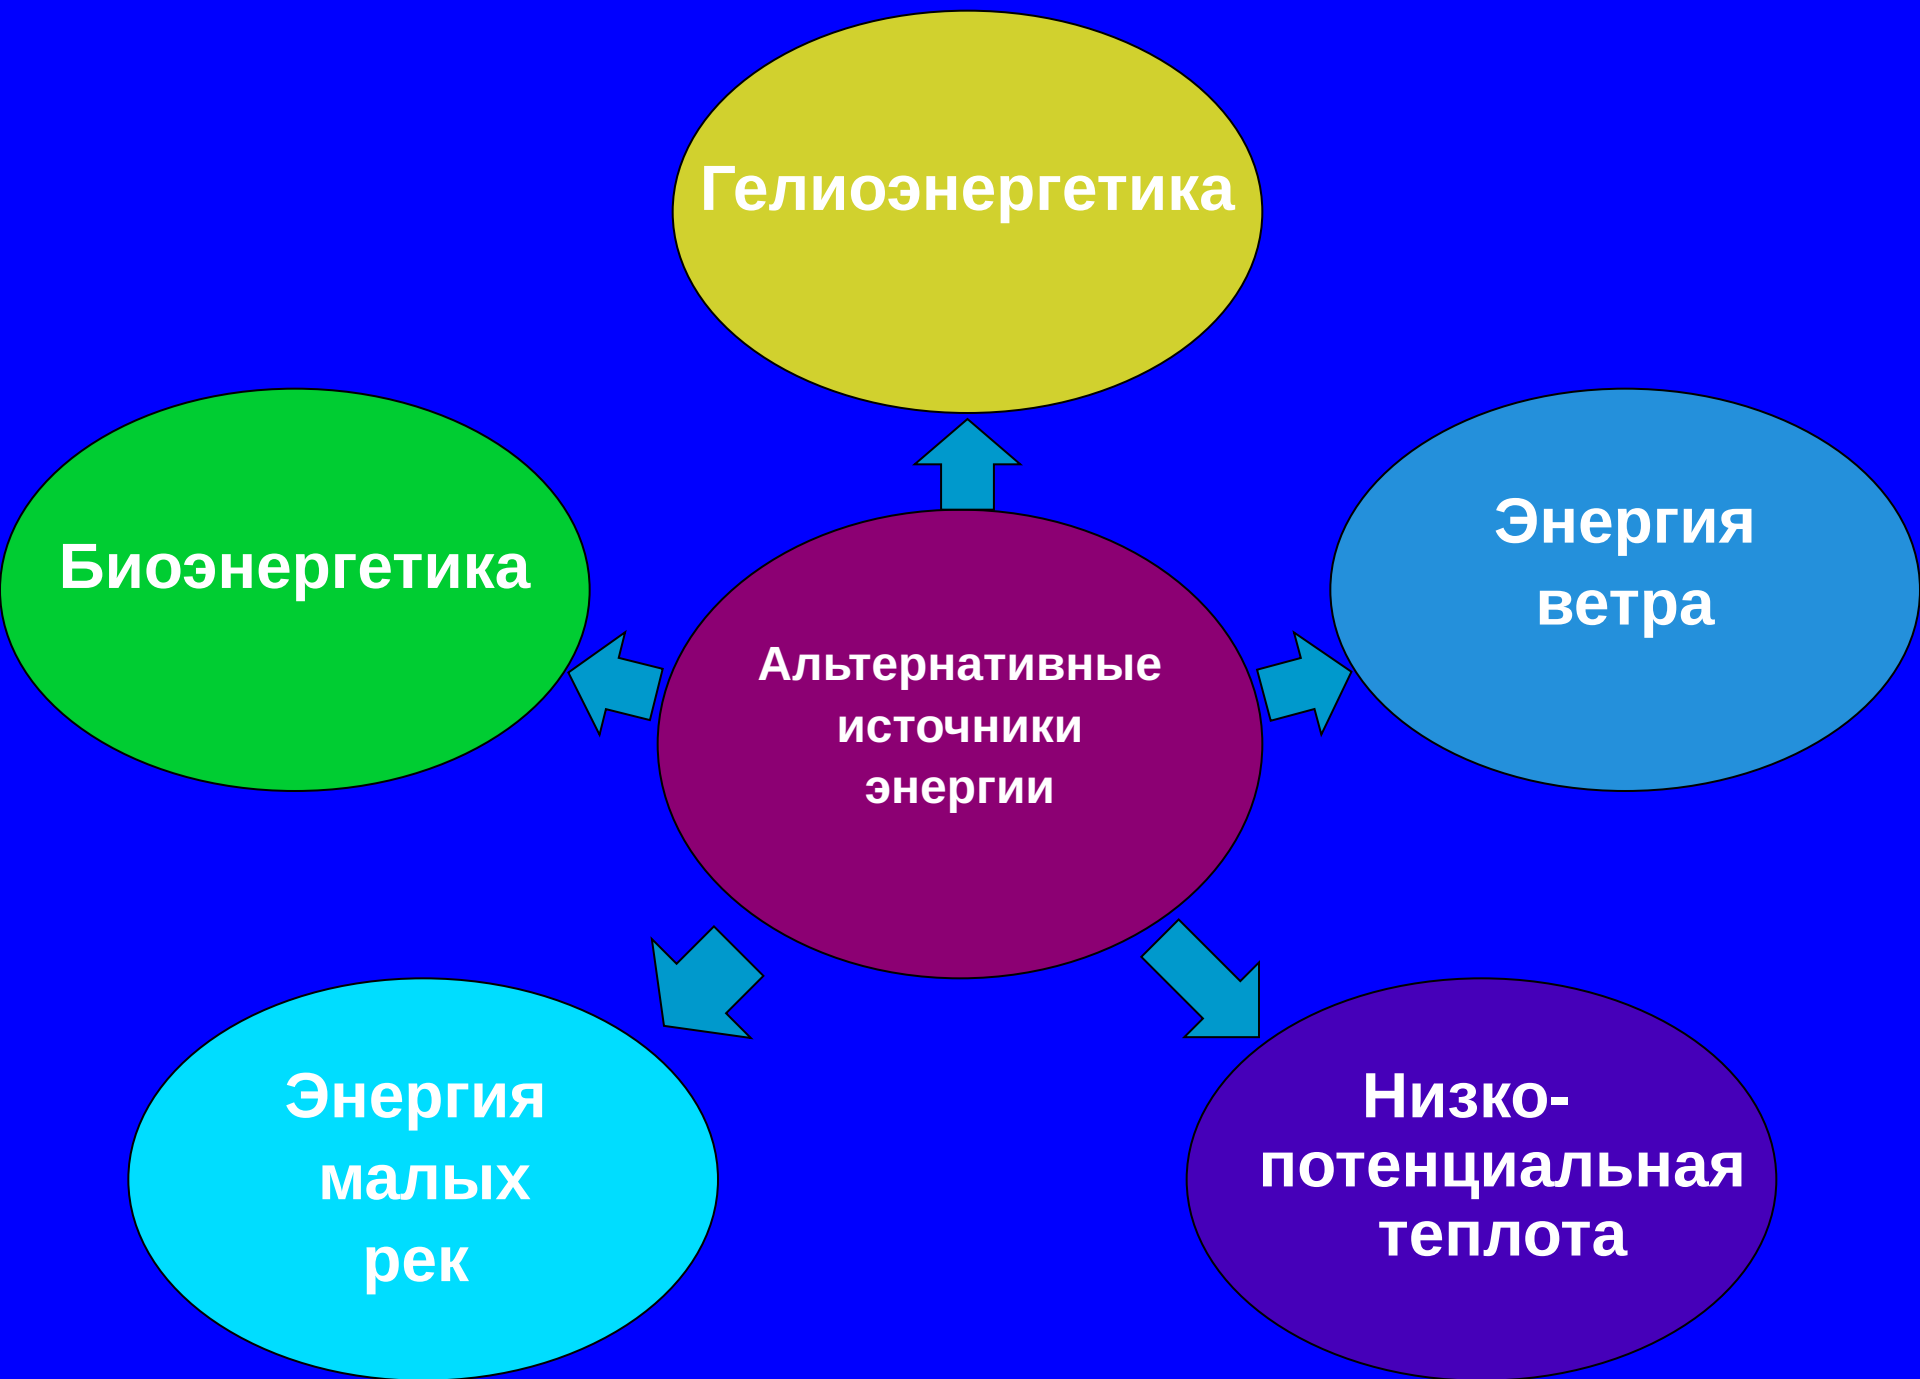 Гелиоэнергетика
Биоэнергетика
Энергия
ветра
Альтернативные
источники
энергии
Энергия
малых
рек
Низко-
потенциальная
теплота